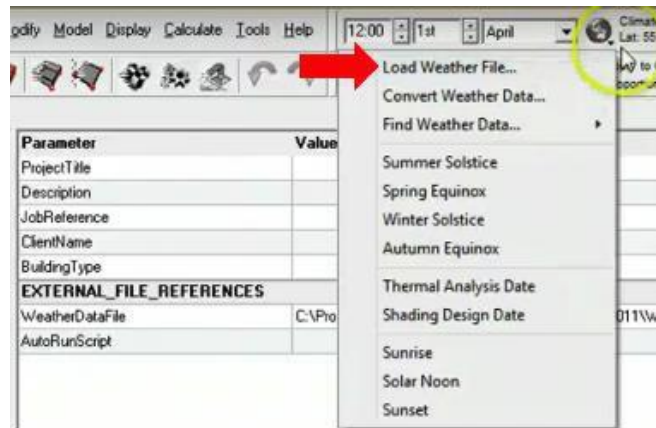 odify Model Display Calculate Tools Help
12:00 1st April
Climat
Lat: 55
Load Weather File...
Convert Weather Data...
Find Weather Data...
Summer Solstice
Spring Equinox
Winter Solstice
Autumn Equinox
Thermal Analysis Date
Shading Design Date
Sunrise
Solar Noon
Sunset
Parameter Value
ProjectTitle
Description
JobReference
ClientName
BuildingType
EXTERNAL_FILE_REFERENCES
WeatherDataFile C:\Pro 011\W
AutoRunScript